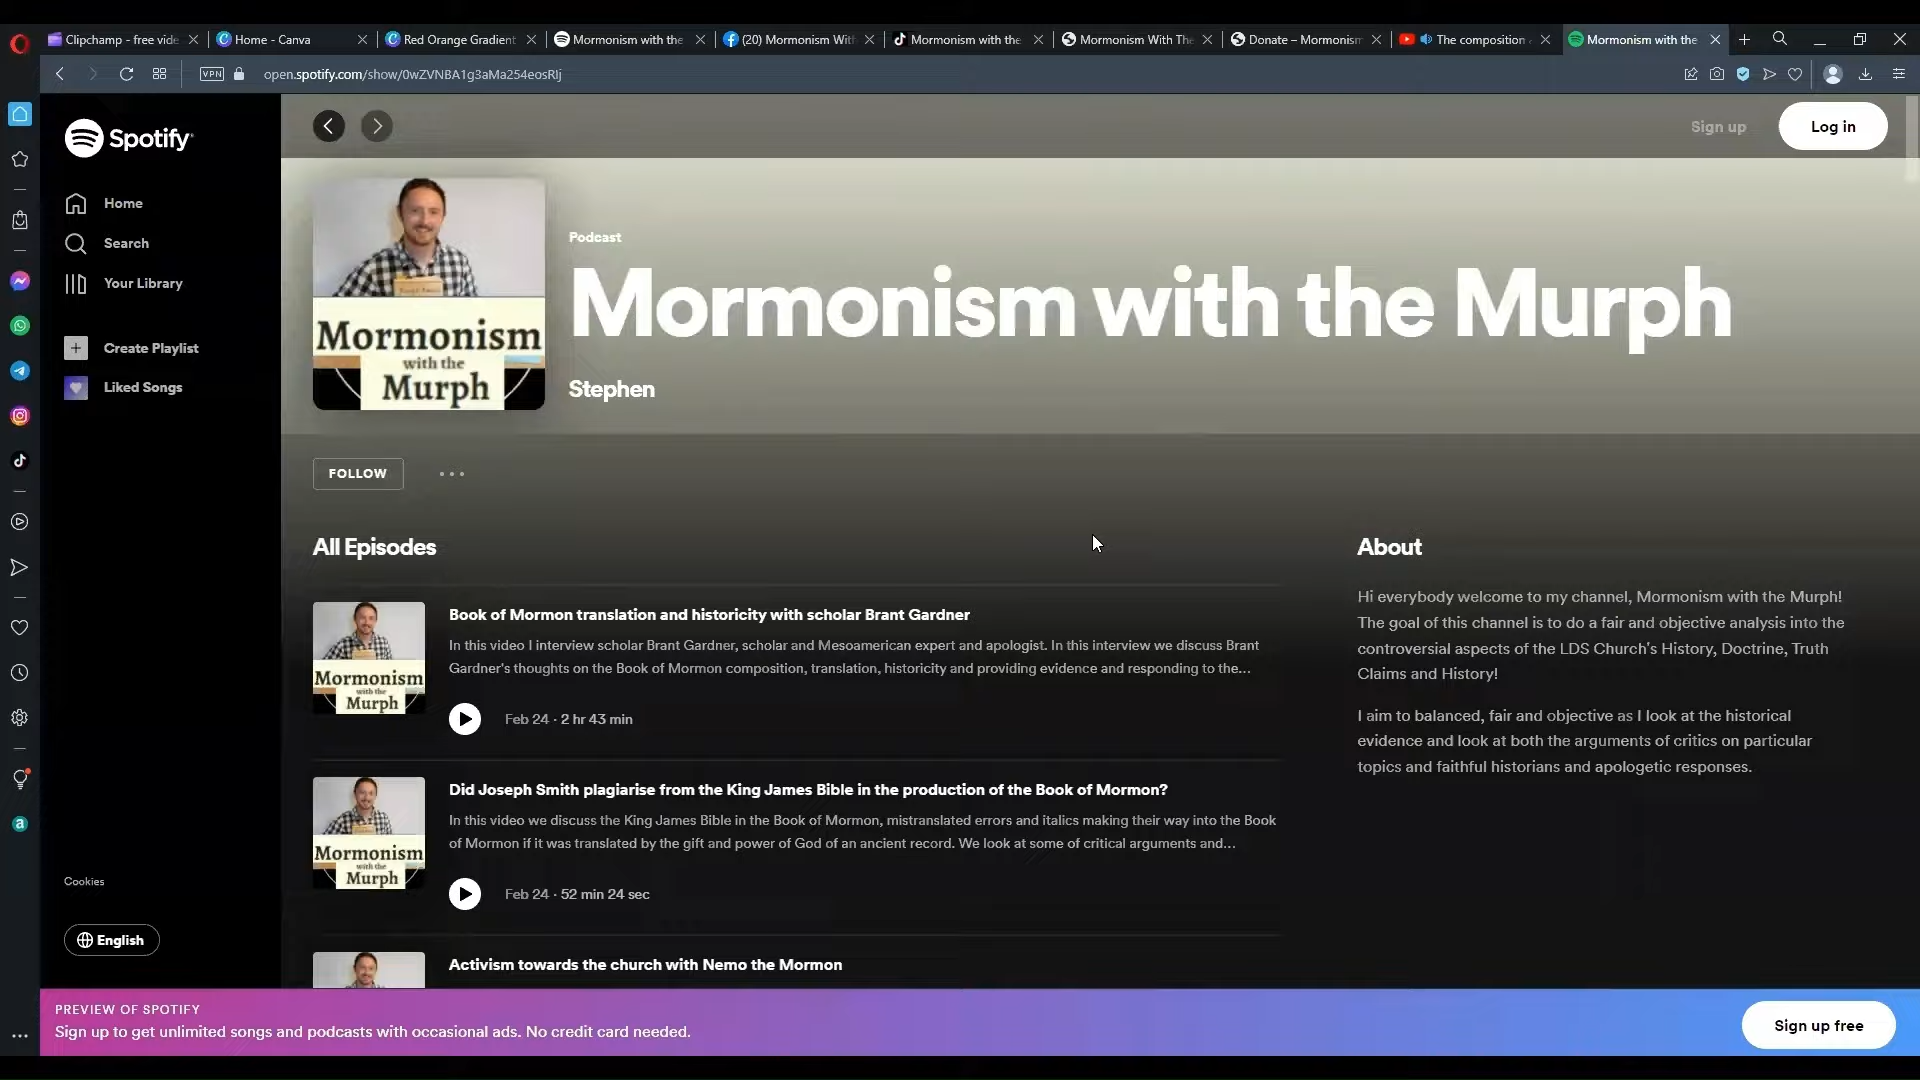 Clipchamp - free vide
Home - Canva
Red Orange Gradient
Mormonism with the
(20) Mormonism With
Mormonism with the
Mormonism With The
Donate – Mormonism
The composition
Mormonism with the
VPN
open.spotify.com/show/0wZVNBA1g3aMa254eosRlj
Spotify
Home
Search
Your Library
Create Playlist
Liked Songs
Cookies
English
Sign up
Log in
Mormonism
with the
Murph
Podcast
Mormonism with the Murph
Stephen
FOLLOW
All Episodes
Mormonism
with the
Murph
Book of Mormon translation and historicity with scholar Brant Gardner
In this video I interview scholar Brant Gardner, scholar and Mesoamerican expert and apologist. In this interview we discuss Brant
Gardner's thoughts on the Book of Mormon composition, translation, historicity and providing evidence and responding to the...
Feb 24 · 2 hr 43 min
Mormonism
with the
Murph
Did Joseph Smith plagiarise from the King James Bible in the production of the Book of Mormon?
In this video we discuss the King James Bible in the Book of Mormon, mistranslated errors and italics making their way into the Book
of Mormon if it was translated by the gift and power of God of an ancient record. We look at some of critical arguments and...
Feb 24 · 52 min 24 sec
Activism towards the church with Nemo the Mormon
About
Hi everybody welcome to my channel, Mormonism with the Murph!
The goal of this channel is to do a fair and objective analysis into the
controversial aspects of the LDS Church's History, Doctrine, Truth
Claims and History!
I aim to balanced, fair and objective as I look at the historical
evidence and look at both the arguments of critics on particular
topics and faithful historians and apologetic responses.
PREVIEW OF SPOTIFY
Sign up to get unlimited songs and podcasts with occasional ads. No credit card needed.
Sign up free